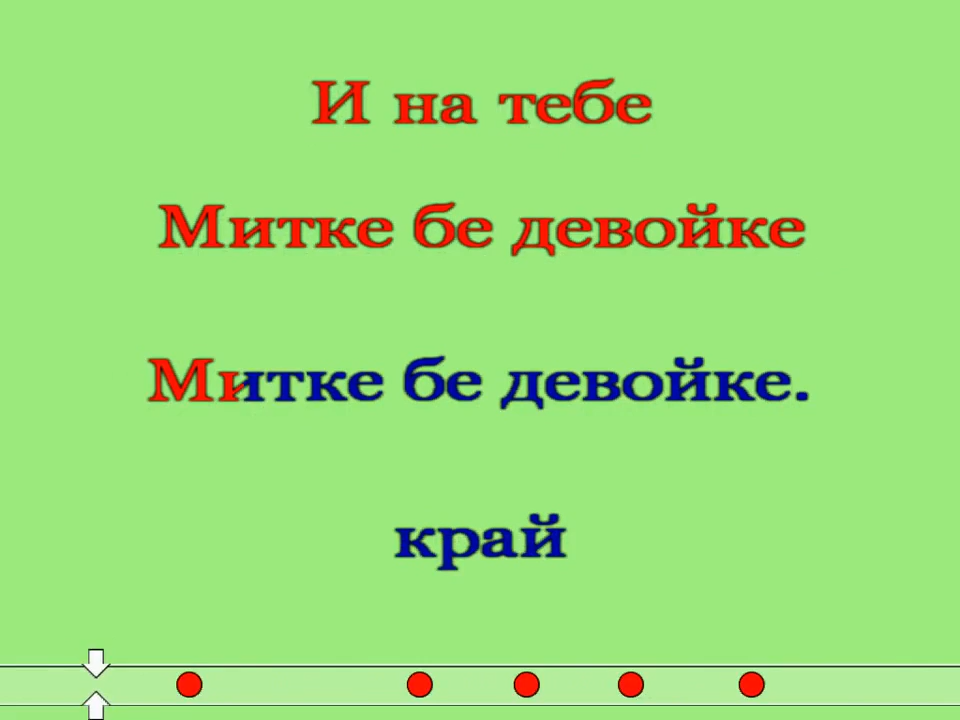 И на тебе
Митке бе девойке
Митке бе девойке.
край